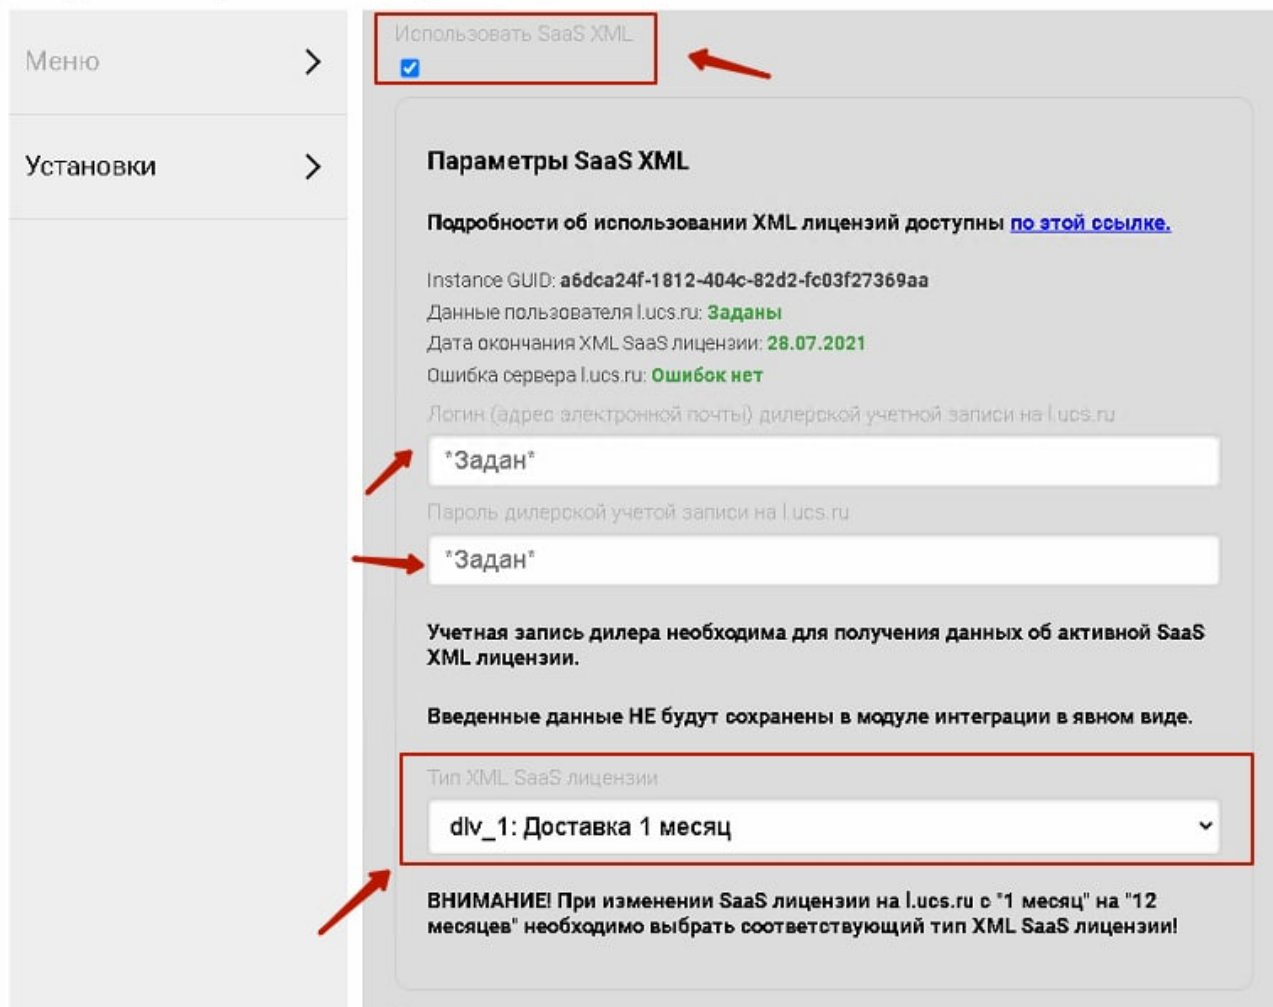 Использовать SaaS XML
Меню
Установки
Параметры SaaS XML
Подробности об использовании XML лицензий доступны по этой ссылке.
Instance GUID: a6dca24f-1812-404c-82d2-fc03f27369aa
Данные пользователя l.ucs.ru: Заданы
Дата окончания XML SaaS лицензии: 28.07.2021
Ошибка сервера l.ucs.ru: Ошибок нет
Логин (адрес электронной почты) дилерской учетной записи на l.ucs.ru
*Задан*
Пароль дилерской учетой записи на l.ucs.ru
*Задан*
Учетная запись дилера необходима для получения данных об активной SaaS
XML лицензии.
Введенные данные НЕ будут сохранены в модуле интеграции в явном виде.
Тип XML SaaS лицензии
dlv_1: Доставка 1 месяц
ВНИМАНИЕ! При изменении SaaS лицензии на l.ucs.ru с "1 месяц" на "12
месяцев" необходимо выбрать соответствующий тип XML SaaS лицензии!